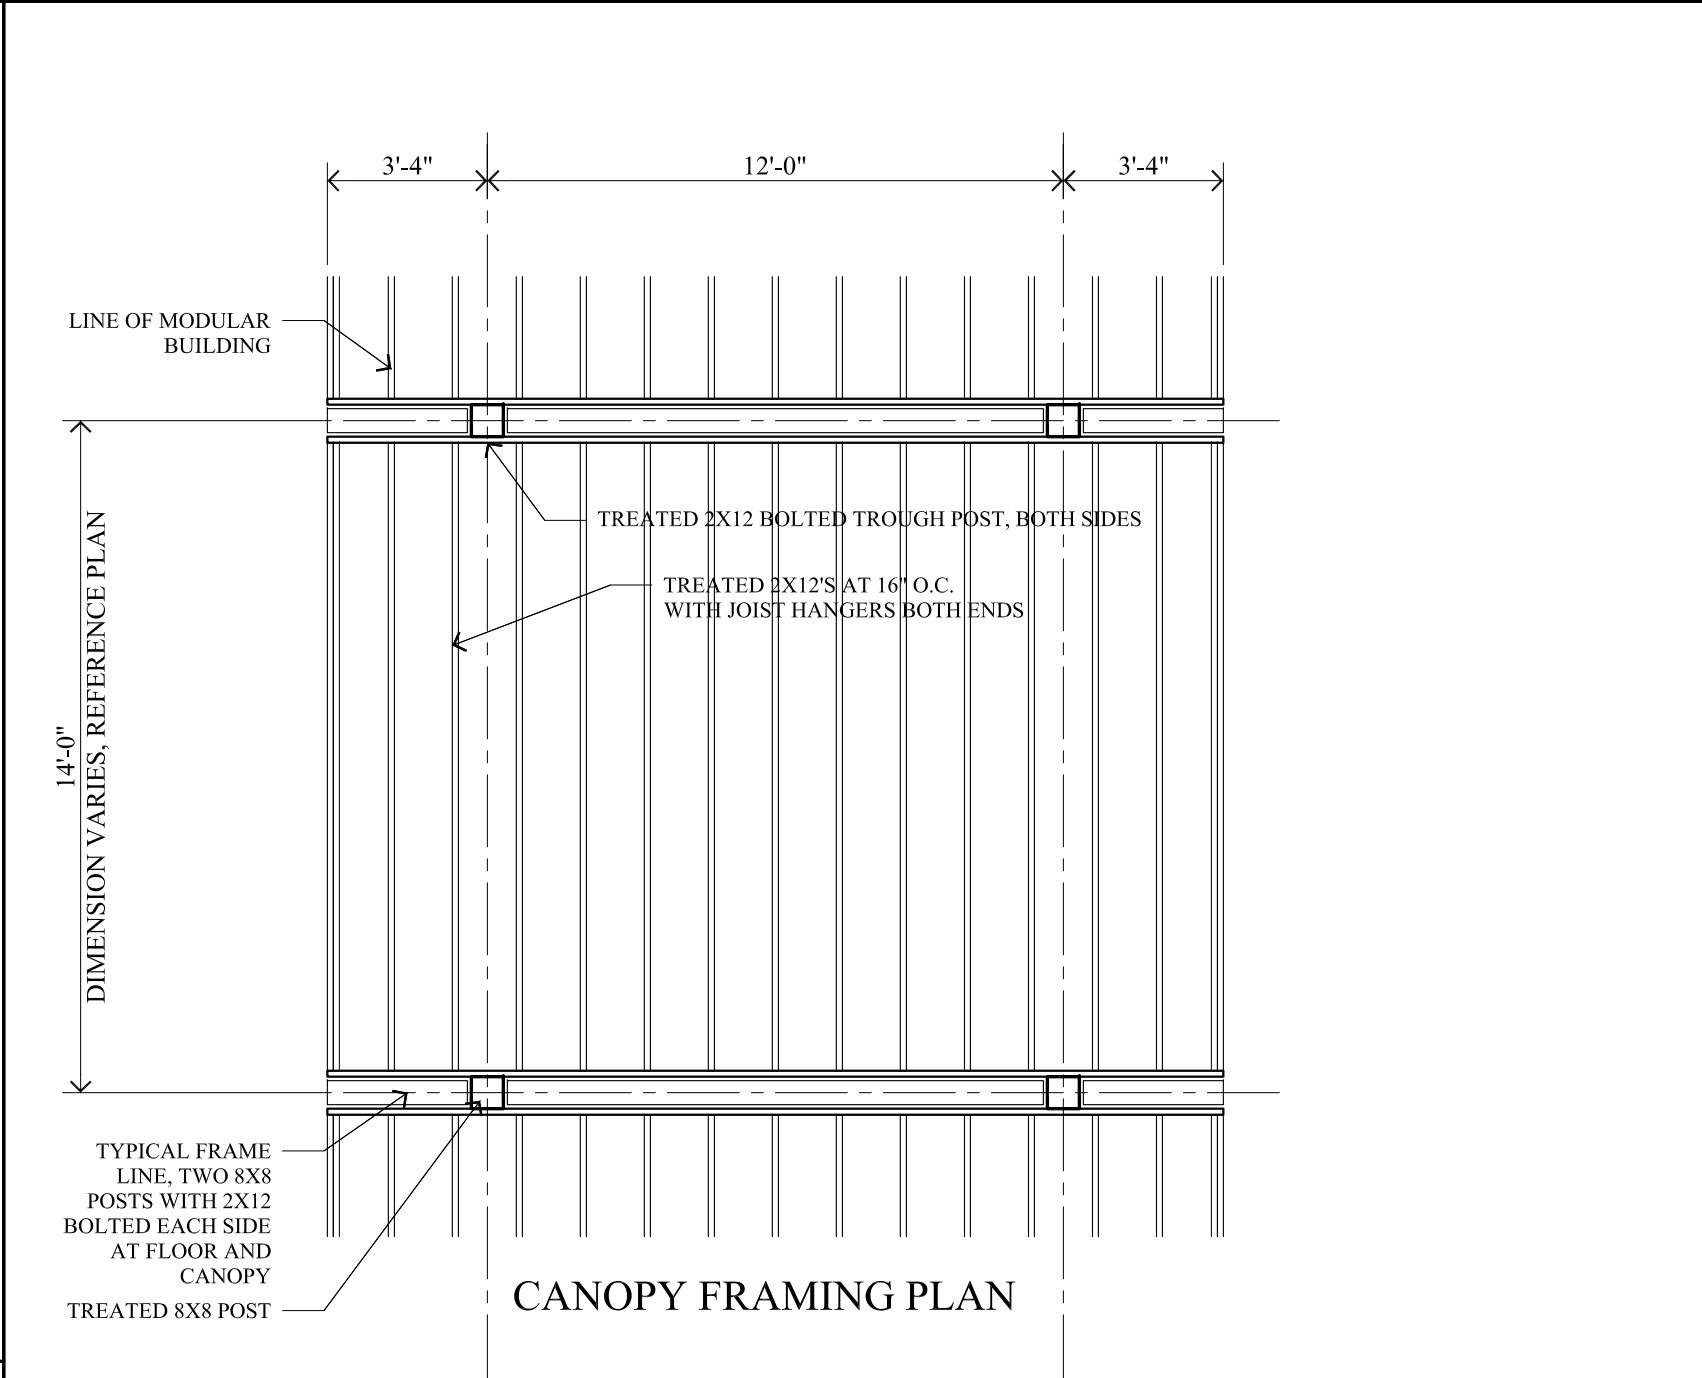 3'-4"
12'-0"
3'-4"
LINE OF MODULAR
BUILDING
TREATED 2X12 BOLTED TROUGH POST, BOTH SIDES
TREATED 2X12'S AT 16" O.C.
WITH JOIST HANGERS BOTH ENDS
14'-0"
DIMENSION VARIES, REFERENCE PLAN
TYPICAL FRAME
LINE, TWO 8X8
POSTS WITH 2X12
BOLTED EACH SIDE
AT FLOOR AND
CANOPY
TREATED 8X8 POST
CANOPY FRAMING PLAN